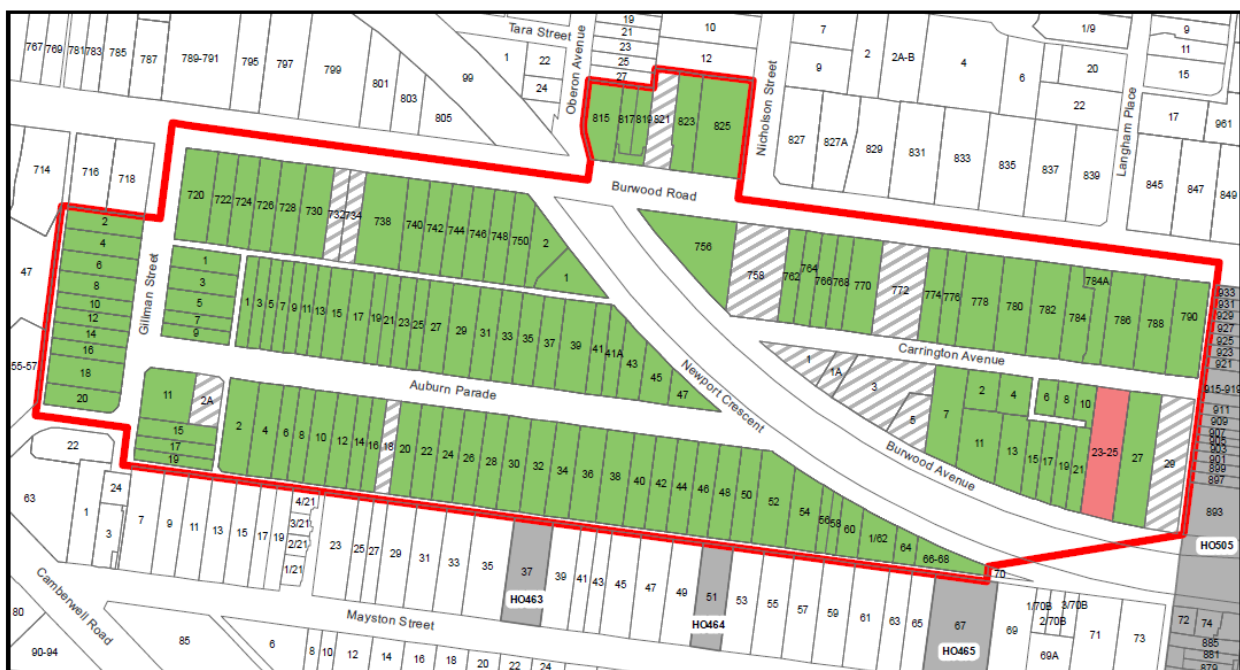 Tara Street
Oberon Avenue
Nicholson Street
Langham Place
767 769 781 783 785 787 789-791 795 797 799 801 803 805 99 1 22 24
19 21 23 25 27 10 12
7 9 2 2A-B 4 6 1/9 20 22 9 11 15 17 961
815 817 819 821 823 825
827 827A 829 831 833 835 837 839 845 847 849
Burwood Road
714 716 718
720 722 724 726 728 730 732 734 738 740 742 744 746 748 750 2 1
756 758 762 764 766 768 770 772 774 776 778 780 782 784 784A 786 788 790
Gillman Street
47 55-57
2 4 6 8 10 12 14 16 18 20
1 3 5 7 9
1 3 5 7 9 11 13 15 17 19 21 23 25 27 29 31 33 35 37 39 41 41A 43 45 47
Newport Crescent
Carrington Avenue
Auburn Parade
1 1A 3 5 7 2 4 6 8 10 11 13 15 17 19 21 23-25 27 29
Burwood Avenue
933 931 929 927 925 923 921 915-919 911 909 907 905 903 901 899 897 893
HO505
11 2A 15 17 19
2 4 6 8 10 12 14 16 18 20 22 24 26 28 30 32 34 36 38 40 42 44 46 48 50 52 54 56 58 60 1/62 64 66-68 70
22 63 1 24 3 7 9 11 13 15 17 19 4/21 3/21 2/21 1/21
23 25 27 29 31 33 35 37 39 41 43 45 47 49 51 53 55 57 59 61 63 65 67 69 1/70B 2/70B 3/70B 69A 71 73
HO463
HO464
HO465
Camberwell Road
Mayston Street
80 90-94 85 6 8 10 12 14 16 18 20 22 24
72 74 885 881 879